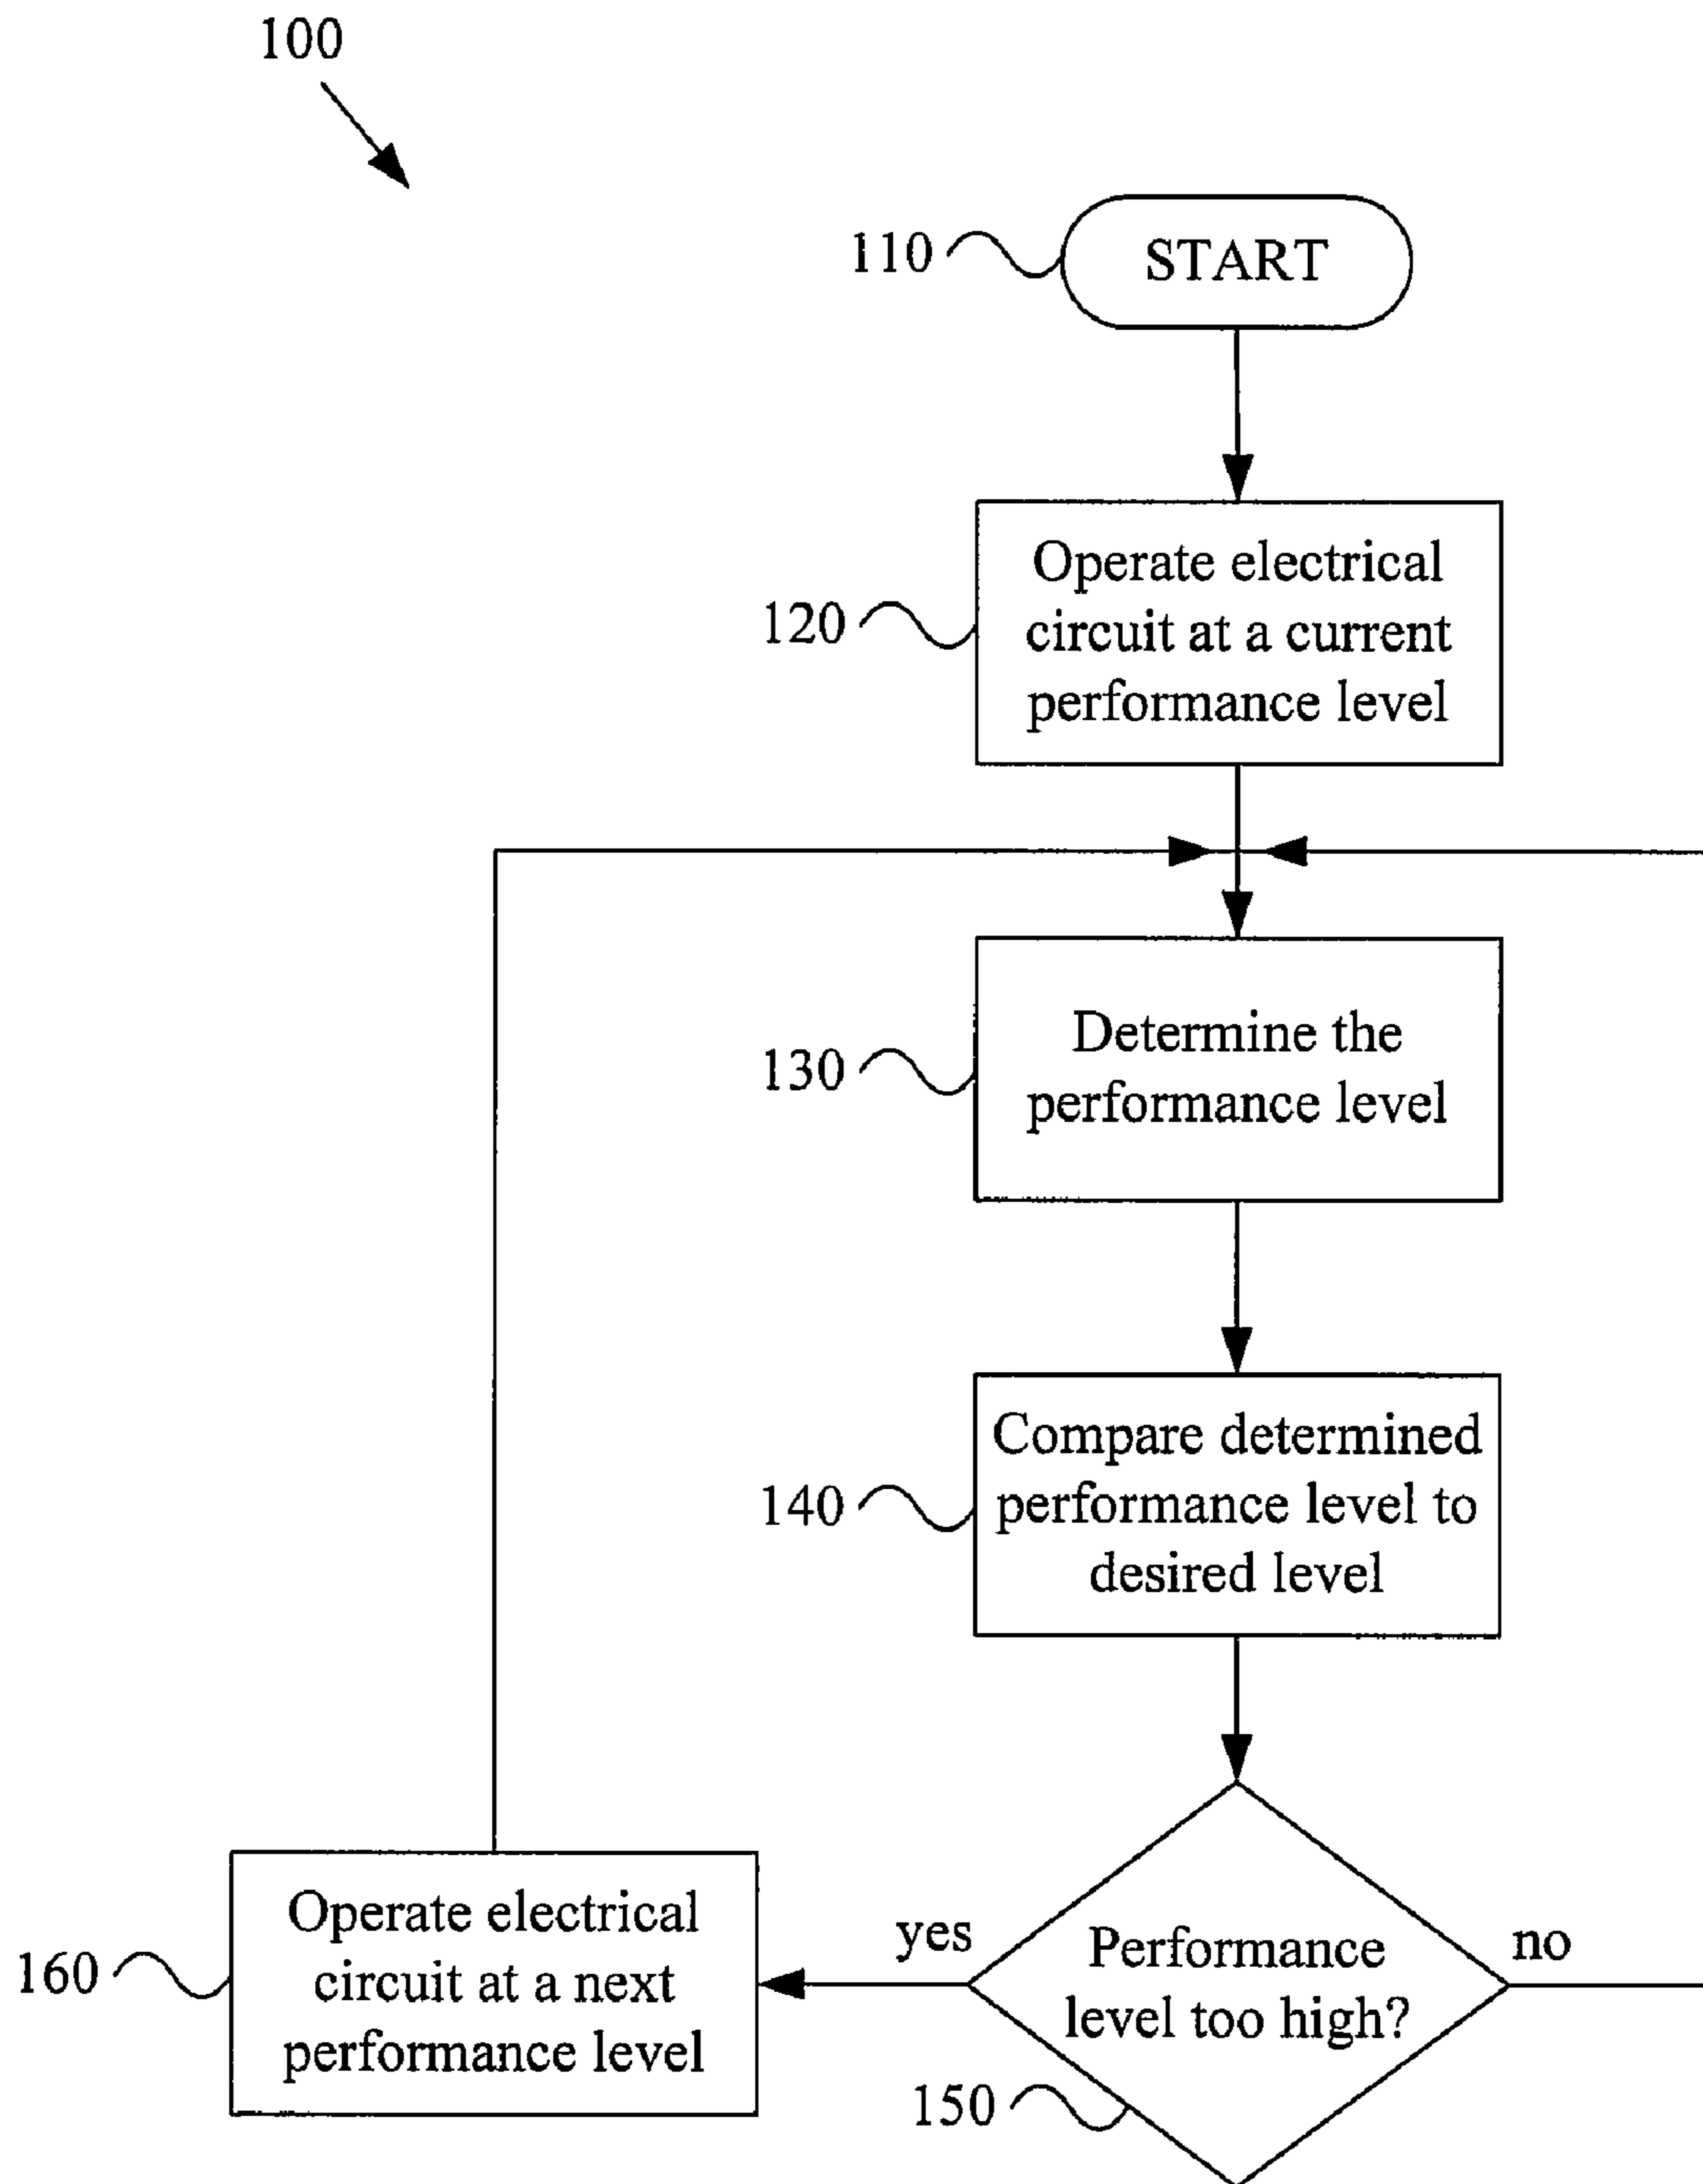 100
110
START
120
Operate electrical
circuit at a current
performance level
130
Determine the
performance level
140
Compare determined
performance level to
desired level
160
Operate electrical
circuit at a next
performance level
yes
Performance
level too high?
no
150